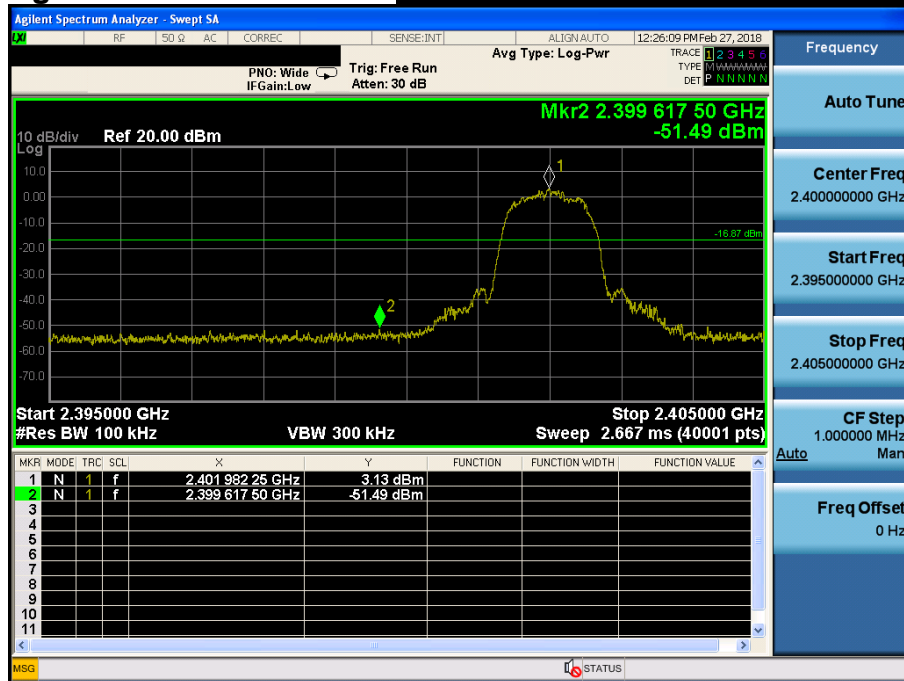 Agilent Spectrum Analyzer - Swept SA
LXI RF 50 Ω AC CORREC SENSE:INT ALIGN AUTO 12:26:09 PM Feb 27, 2018
Avg Type: Log-Pwr TRACE 1 2 3 4 5 6
PNO: Wide Trig: Free Run TYPE M WWWWW
IFGain:Low Atten: 30 dB DET P N N N N N
Mkr2 2.399 617 50 GHz
10 dB/div Ref 20.00 dBm -51.49 dBm
Log
1
10.0
0.00
-10.0
-16.87 dBm
-20.0
-30.0
-40.0
2
-50.0
-60.0
-70.0
Start 2.395000 GHz Stop 2.405000 GHz
#Res BW 100 kHz VBW 300 kHz Sweep 2.667 ms (40001 pts)
MKR MODE TRC SCL X Y FUNCTION FUNCTION WIDTH FUNCTION VALUE
1 N 1 f 2.401 982 25 GHz 3.13 dBm
2 N 1 f 2.399 617 50 GHz -51.49 dBm
3
4
5
6
7
8
9
10
11
MSG STATUS
Frequency
Auto Tune
Center Freq
2.400000000 GHz
Start Freq
2.395000000 GHz
Stop Freq
2.405000000 GHz
CF Step
1.000000 MHz
Auto Man
Freq Offset
0 Hz